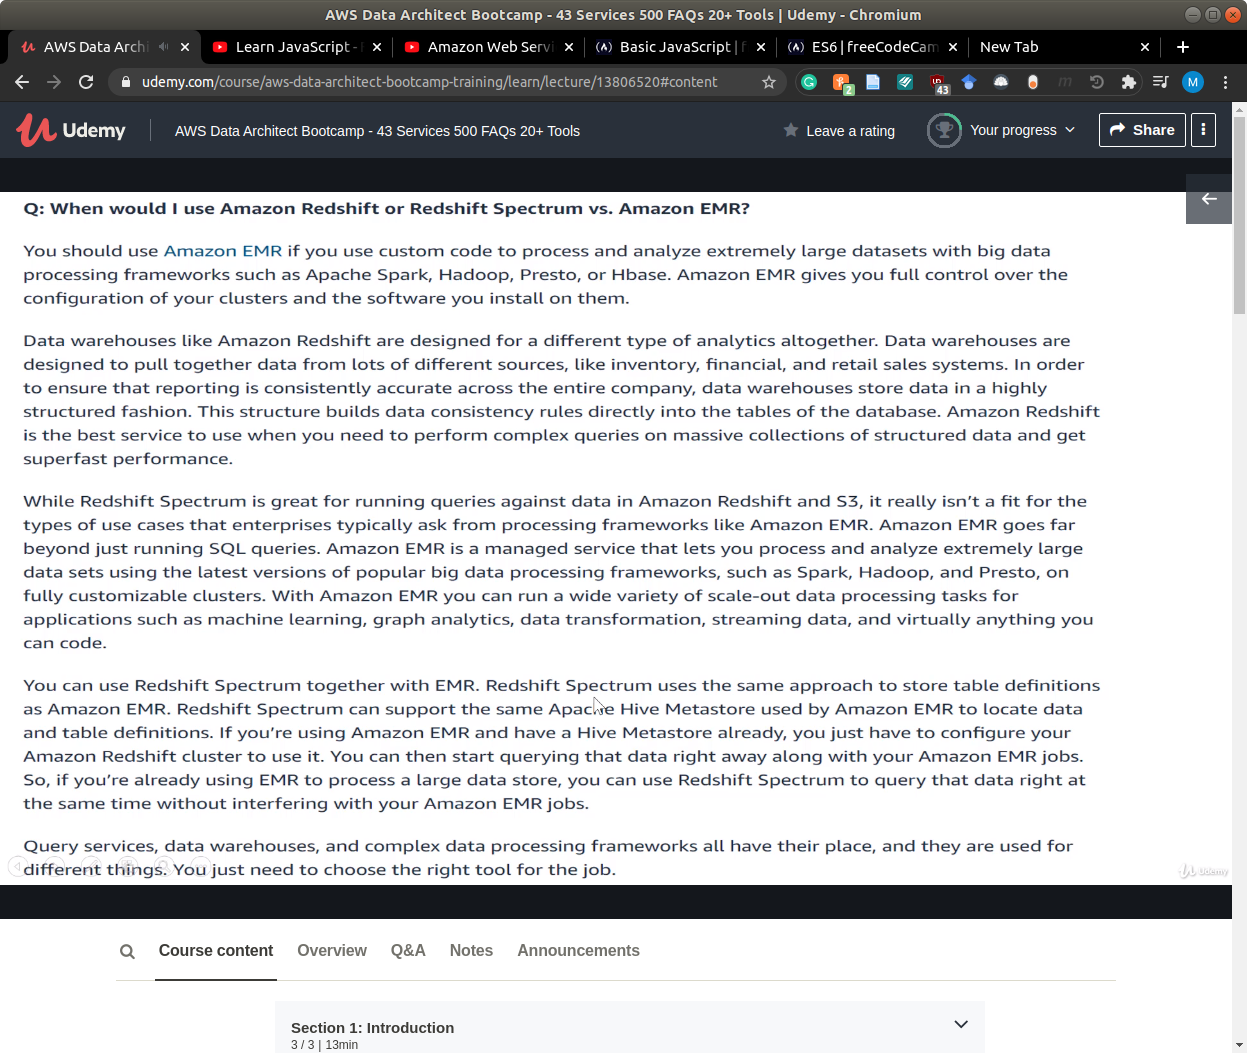 AWS Data Architect Bootcamp - 43 Services 500 FAQs 20+ Tools | Udemy - Chromium
AWS Data Archi
Learn JavaScript -
Amazon Web Servi
Basic JavaScript | f
ES6 | freeCodeCam
New Tab
udemy.com/course/aws-data-architect-bootcamp-training/learn/lecture/13806520#content
2
43
m
M
Udemy
AWS Data Architect Bootcamp - 43 Services 500 FAQs 20+ Tools
Leave a rating
Your progress
Share
Q: When would I use Amazon Redshift or Redshift Spectrum vs. Amazon EMR?
You should use Amazon EMR if you use custom code to process and analyze extremely large datasets with big data
processing frameworks such as Apache Spark, Hadoop, Presto, or Hbase. Amazon EMR gives you full control over the
configuration of your clusters and the software you install on them.
Data warehouses like Amazon Redshift are designed for a different type of analytics altogether. Data warehouses are
designed to pull together data from lots of different sources, like inventory, financial, and retail sales systems. In order
to ensure that reporting is consistently accurate across the entire company, data warehouses store data in a highly
structured fashion. This structure builds data consistency rules directly into the tables of the database. Amazon Redshift
is the best service to use when you need to perform complex queries on massive collections of structured data and get
superfast performance.
While Redshift Spectrum is great for running queries against data in Amazon Redshift and S3, it really isn't a fit for the
types of use cases that enterprises typically ask from processing frameworks like Amazon EMR. Amazon EMR goes far
beyond just running SQL queries. Amazon EMR is a managed service that lets you process and analyze extremely large
data sets using the latest versions of popular big data processing frameworks, such as Spark, Hadoop, and Presto, on
fully customizable clusters. With Amazon EMR you can run a wide variety of scale-out data processing tasks for
applications such as machine learning, graph analytics, data transformation, streaming data, and virtually anything you
can code.
You can use Redshift Spectrum together with EMR. Redshift Spectrum uses the same approach to store table definitions
as Amazon EMR. Redshift Spectrum can support the same Apache Hive Metastore used by Amazon EMR to locate data
and table definitions. If you're using Amazon EMR and have a Hive Metastore already, you just have to configure your
Amazon Redshift cluster to use it. You can then start querying that data right away along with your Amazon EMR jobs.
So, if you're already using EMR to process a large data store, you can use Redshift Spectrum to query that data right at
the same time without interfering with your Amazon EMR jobs.
Query services, data warehouses, and complex data processing frameworks all have their place, and they are used for
different things. You just need to choose the right tool for the job.
Udemy
Course content
Overview
Q&A
Notes
Announcements
Section 1: Introduction
3 / 3 | 13min